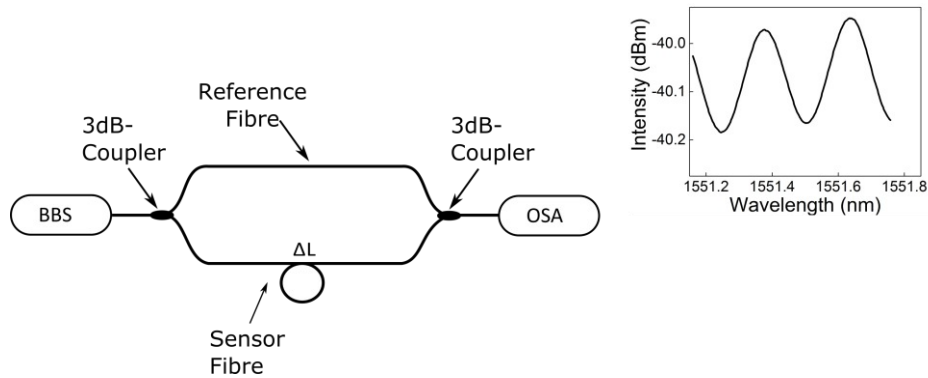 Reference
Fibre
3dB-
Coupler
3dB-
Coupler
BBS
OSA
ΔL
Sensor
Fibre
Intensity (dBm)
-40.0
-40.1
-40.2
1551.2 1551.4 1551.6 1551.8
Wavelength (nm)